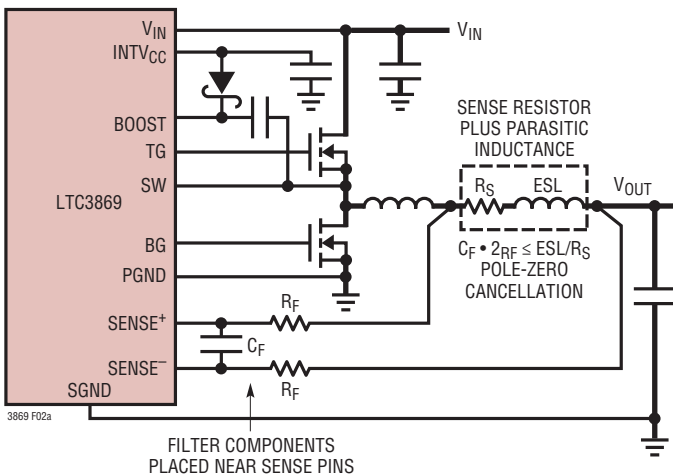 V_IN
V_IN
INTV_CC
BOOST
TG
SW
LTC3869
BG
PGND
SENSE+
SENSE−
SGND
SENSE RESISTOR
PLUS PARASITIC
INDUCTANCE
R_S
ESL
V_OUT
C_F • 2_RF ≤ ESL/R_S
POLE-ZERO
CANCELLATION
R_F
C_F
R_F
3869 F02a
FILTER COMPONENTS
PLACED NEAR SENSE PINS